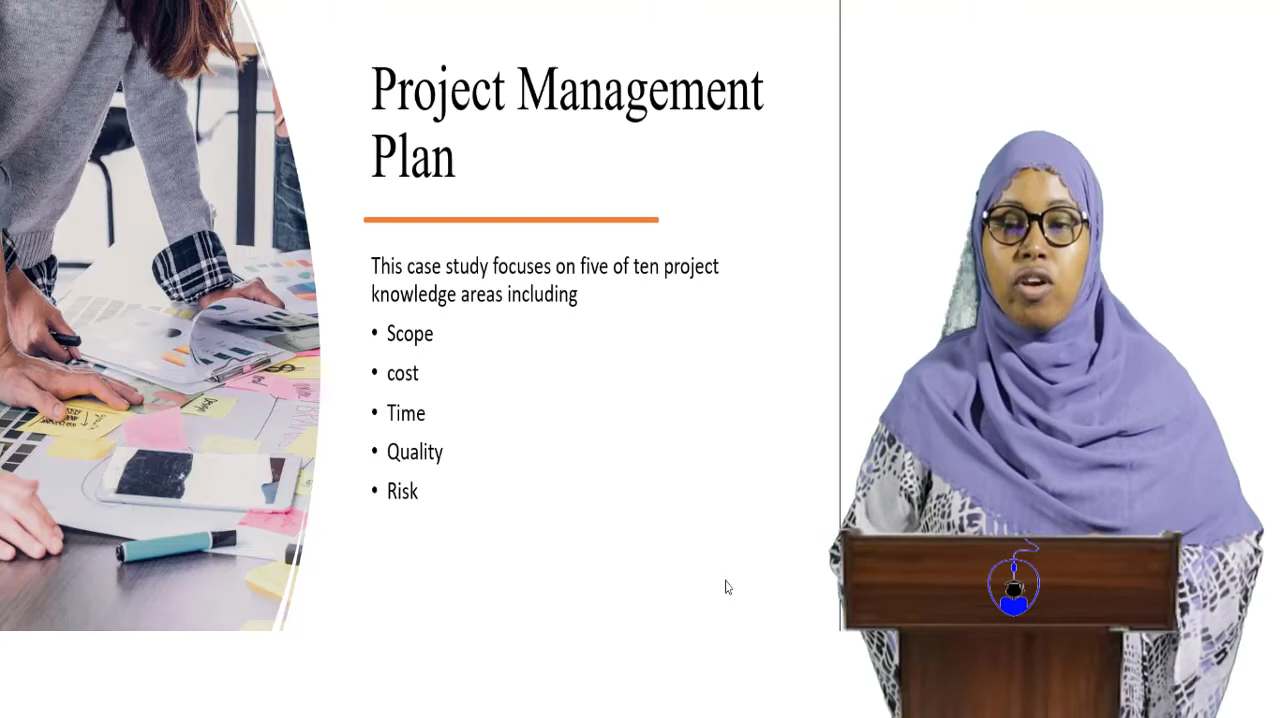 Project Management
Plan
This case study focuses on five of ten project
knowledge areas including
• Scope
• cost
• Time
• Quality
• Risk